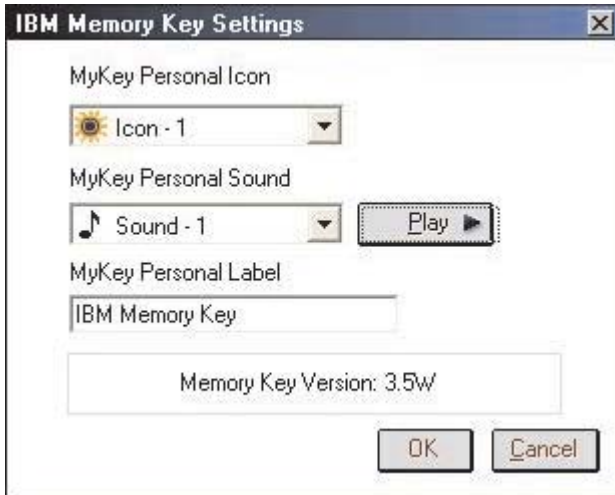 IBM Memory Key Settings
MyKey Personal Icon
Icon - 1
MyKey Personal Sound
Sound - 1
Play
MyKey Personal Label
IBM Memory Key
Memory Key Version: 3.5W
OK
Cancel